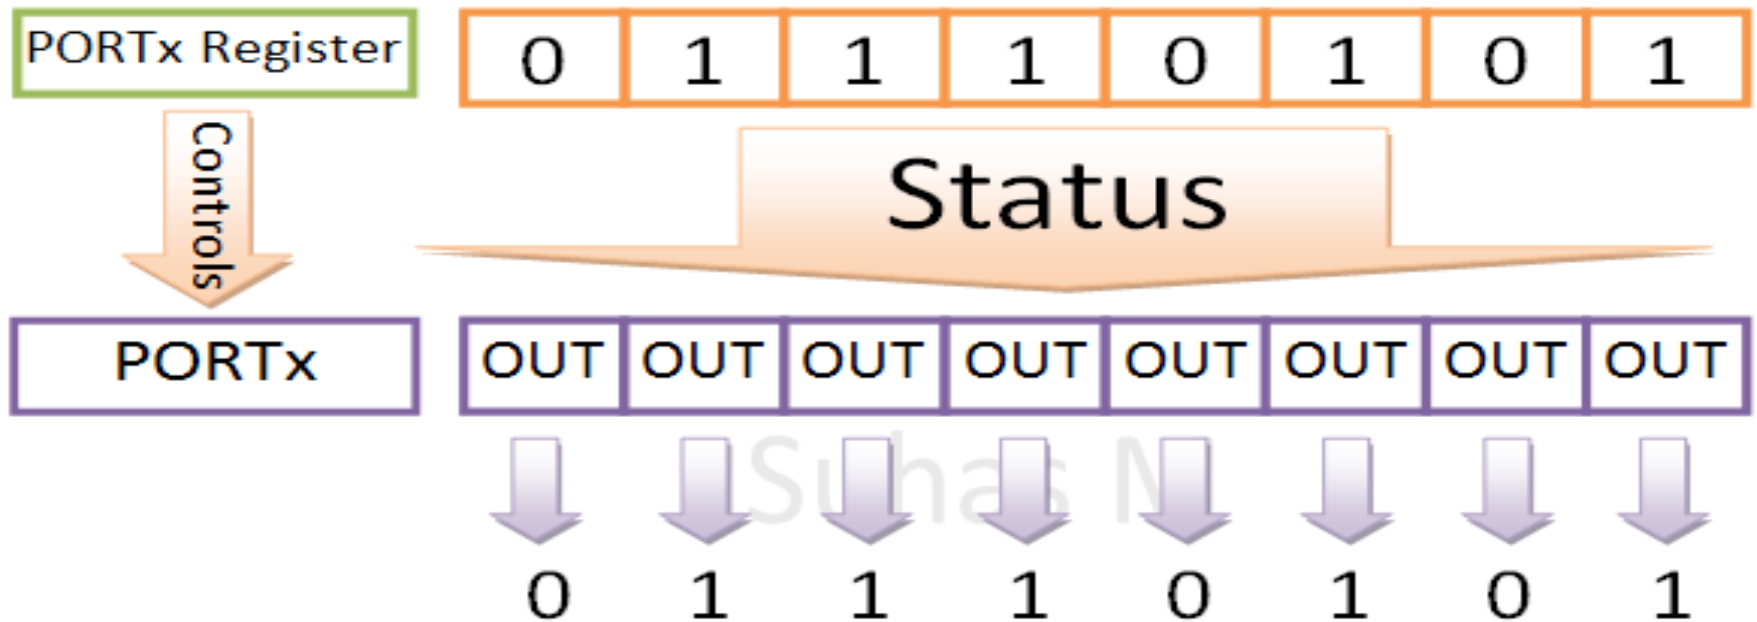 PORTx Register 0 1 1 1 0 1 0 1
Controls
Status
PORTx OUT OUT OUT OUT OUT OUT OUT OUT
Suhas M
0 1 1 1 0 1 0 1